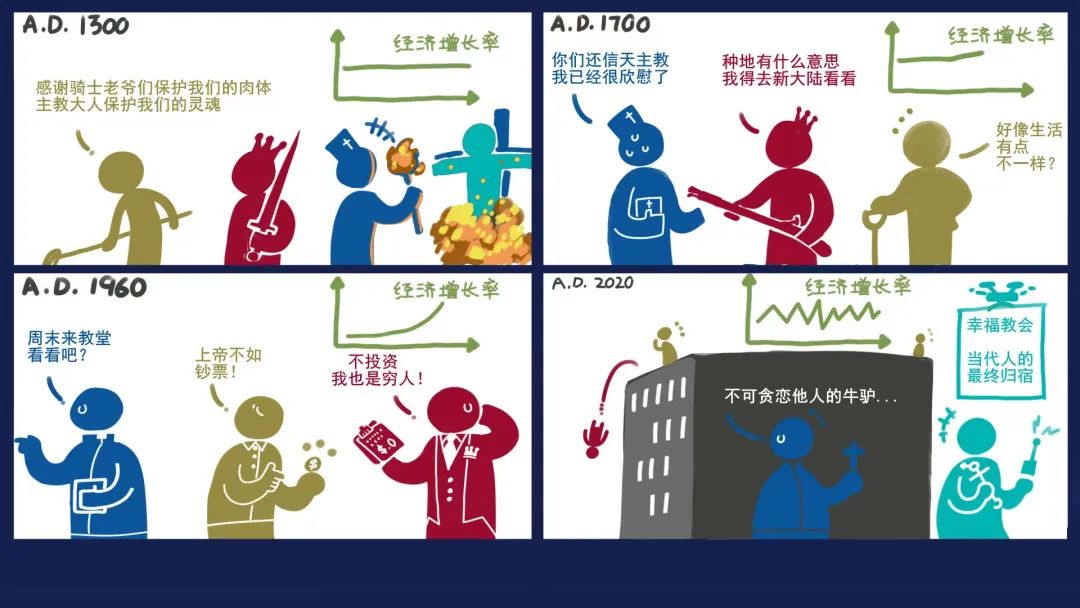 A.D. 1300
经济增长率
感谢骑士老爷们保护我们的肉体
主教大人保护我们的灵魂
A.D. 1700
经济增长率
你们还信天主教
我已经很欣慰了
种地有什么意思
我得去新大陆看看
好像生活
有点
不一样?
A.D. 1960
经济增长率
周末来教堂
看看吧?
上帝不如
钞票!
不投资
我也是穷人!
$0
$
A.D. 2020
经济增长率
幸福教会
当代人的
最终归宿
不可贪恋他人的牛驴...